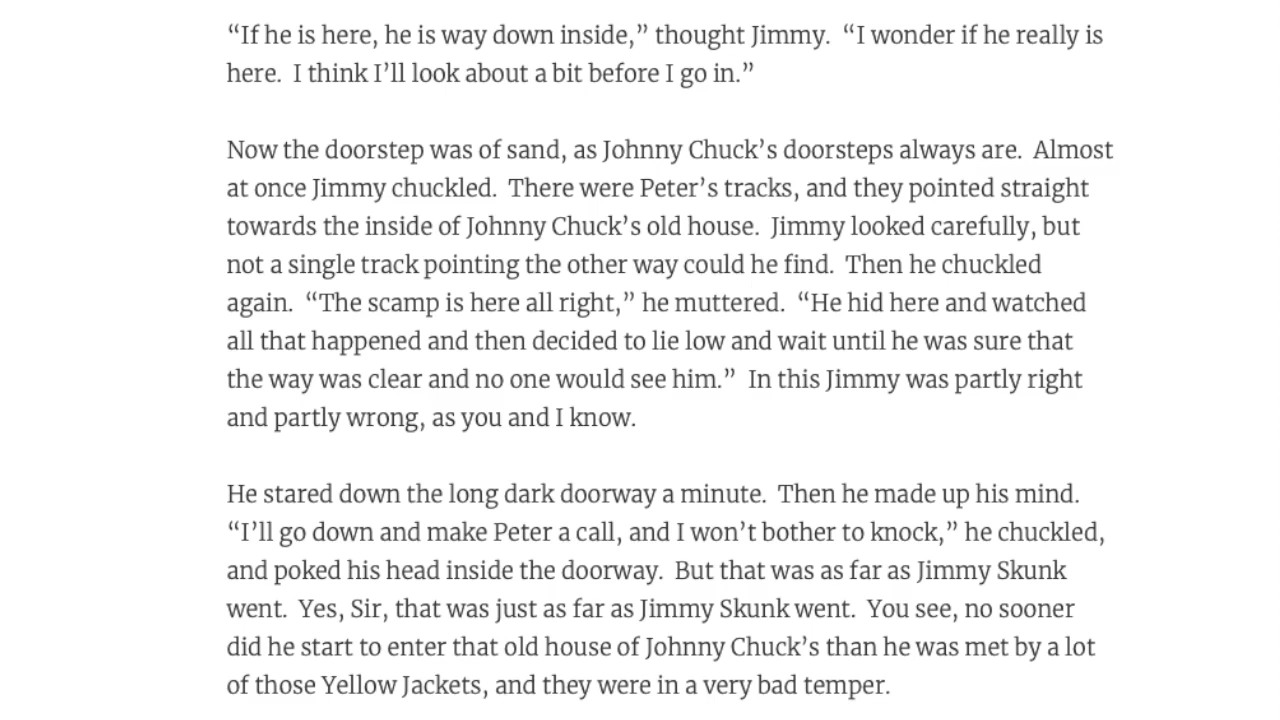 “If he is here, he is way down inside,” thought Jimmy.  “I wonder if he really is
here.  I think I’ll look about a bit before I go in.”
Now the doorstep was of sand, as Johnny Chuck’s doorsteps always are.  Almost
at once Jimmy chuckled.  There were Peter’s tracks, and they pointed straight
towards the inside of Johnny Chuck’s old house.  Jimmy looked carefully, but
not a single track pointing the other way could he find.  Then he chuckled
again.  “The scamp is here all right,” he muttered.  “He hid here and watched
all that happened and then decided to lie low and wait until he was sure that
the way was clear and no one would see him.”  In this Jimmy was partly right
and partly wrong, as you and I know.
He stared down the long dark doorway a minute.  Then he made up his mind.
“I’ll go down and make Peter a call, and I won’t bother to knock,” he chuckled,
and poked his head inside the doorway.  But that was as far as Jimmy Skunk
went.  Yes, Sir, that was just as far as Jimmy Skunk went.  You see, no sooner
did he start to enter that old house of Johnny Chuck’s than he was met by a lot
of those Yellow Jackets, and they were in a very bad temper.